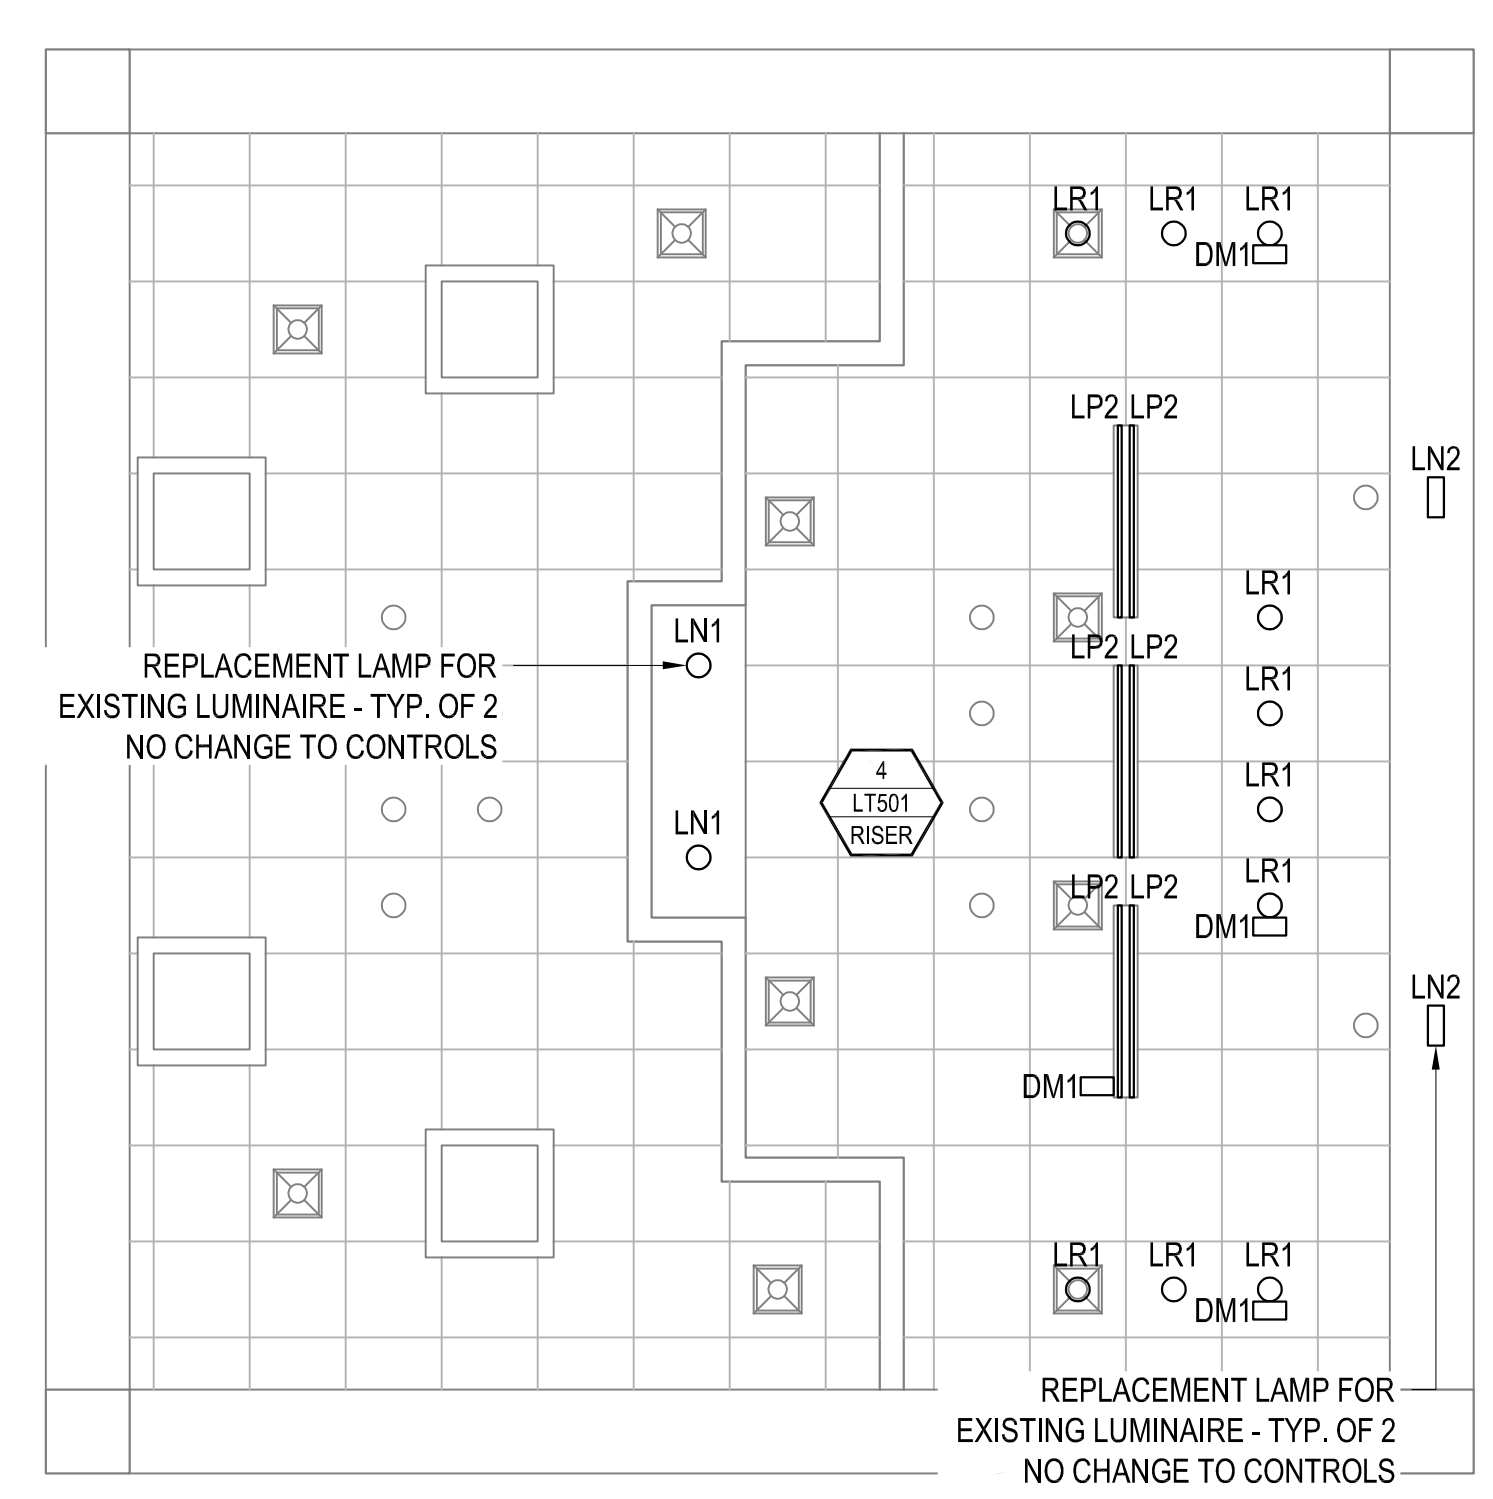 LR1 LR1 LR1
DM1
LP2 LP2
LN2
LR1
LN1
LP2 LP2
REPLACEMENT LAMP FOR
EXISTING LUMINAIRE - TYP. OF 2
NO CHANGE TO CONTROLS
LR1
4
LT501
RISER
LR1
LN1
LR1
LP2 LP2
DM1
LN2
DM1
LR1 LR1 LR1
DM1
REPLACEMENT LAMP FOR
EXISTING LUMINAIRE - TYP. OF 2
NO CHANGE TO CONTROLS